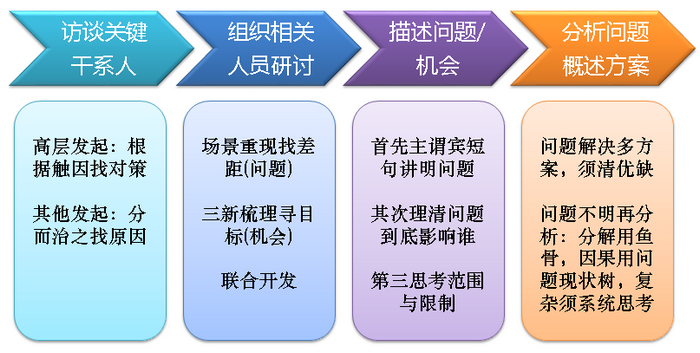 访谈关键
干系人
组织相关
人员研讨
描述问题/
机会
分析问题
概述方案
高层发起：根
据触因找对策
其他发起：分
而治之找原因
场景重现找差
距(问题)
三新梳理寻目
标(机会)
联合开发
首先主谓宾短
句讲明问题
其次理清问题
到底影响谁
第三思考范围
与限制
问题解决多方
案，须清优缺
问题不明再分
析：分解用鱼
骨，因果用问
题现状树，复
杂须系统思考